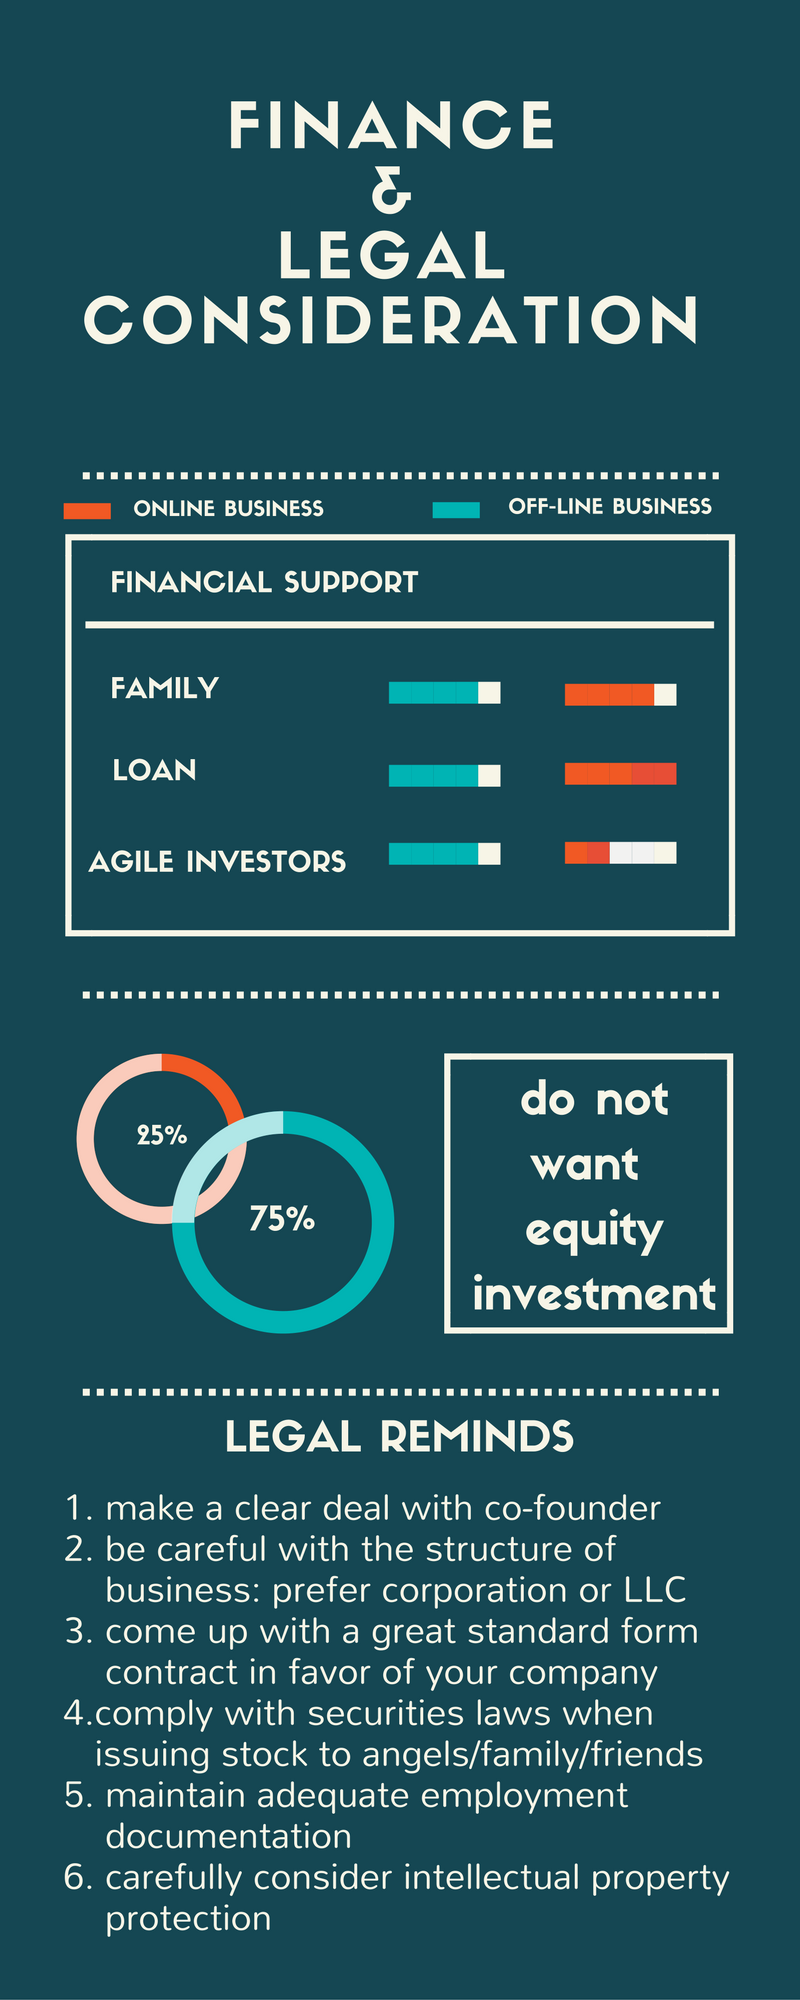 FINANCE
&
LEGAL
CONSIDERATION
ONLINE BUSINESS
OFF-LINE BUSINESS
FINANCIAL SUPPORT
FAMILY
LOAN
AGILE INVESTORS
25%
75%
do not
want
equity
investment
LEGAL REMINDS
1. make a clear deal with co-founder
2. be careful with the structure of
business: prefer corporation or LLC
3. come up with a great standard form
contract in favor of your company
4.comply with securities laws when
issuing stock to angels/family/friends
5. maintain adequate employment
documentation
6. carefully consider intellectual property
protection